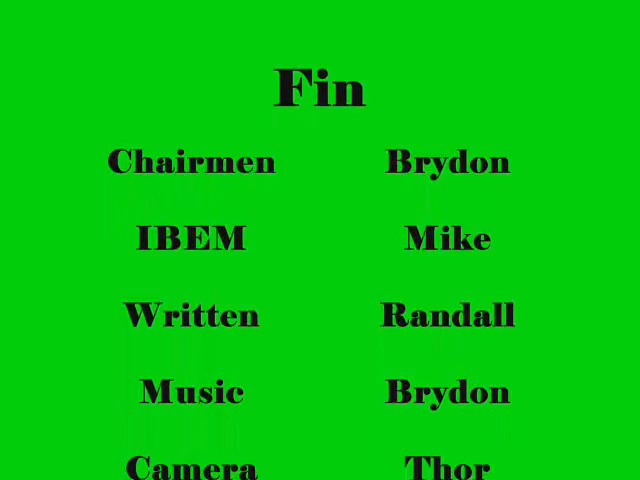 Fin
Chairmen Brydon
IBEM Mike
Written Randall
Music Brydon
Camera Thor